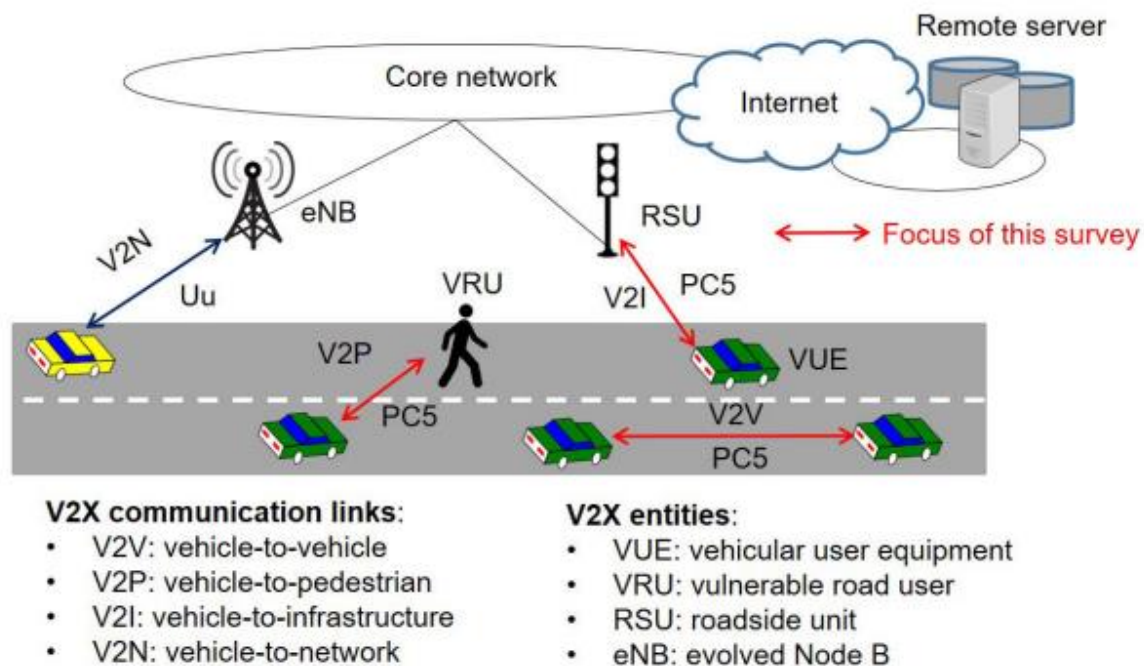 Remote server
Core network
Internet
eNB
RSU
Focus of this survey
V2N
Uu
VRU
V2I
PC5
V2P
VUE
PC5
V2V
PC5
V2X communication links:
• V2V: vehicle-to-vehicle
• V2P: vehicle-to-pedestrian
• V2I: vehicle-to-infrastructure
• V2N: vehicle-to-network
V2X entities:
• VUE: vehicular user equipment
• VRU: vulnerable road user
• RSU: roadside unit
• eNB: evolved Node B